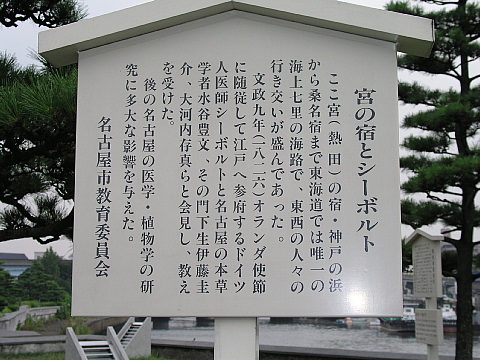 宮の宿とシーボルト
ここ宮（熱田）の宿・神戸の浜
から桑名宿まで東海道では唯一の
海上七里の海路で、東西の人々の
行き交いが盛んであった。
文政九年（一八二六）オランダ使節
に随従して江戸へ参府するドイツ
人医師シーボルトと名古屋の本草
学者水谷豊文、その門下生伊藤圭
介、大河内存真らと会見し、教え
を受けた。
後の名古屋の医学・植物学の研
究に多大な影響を与えた。
名古屋市教育委員会